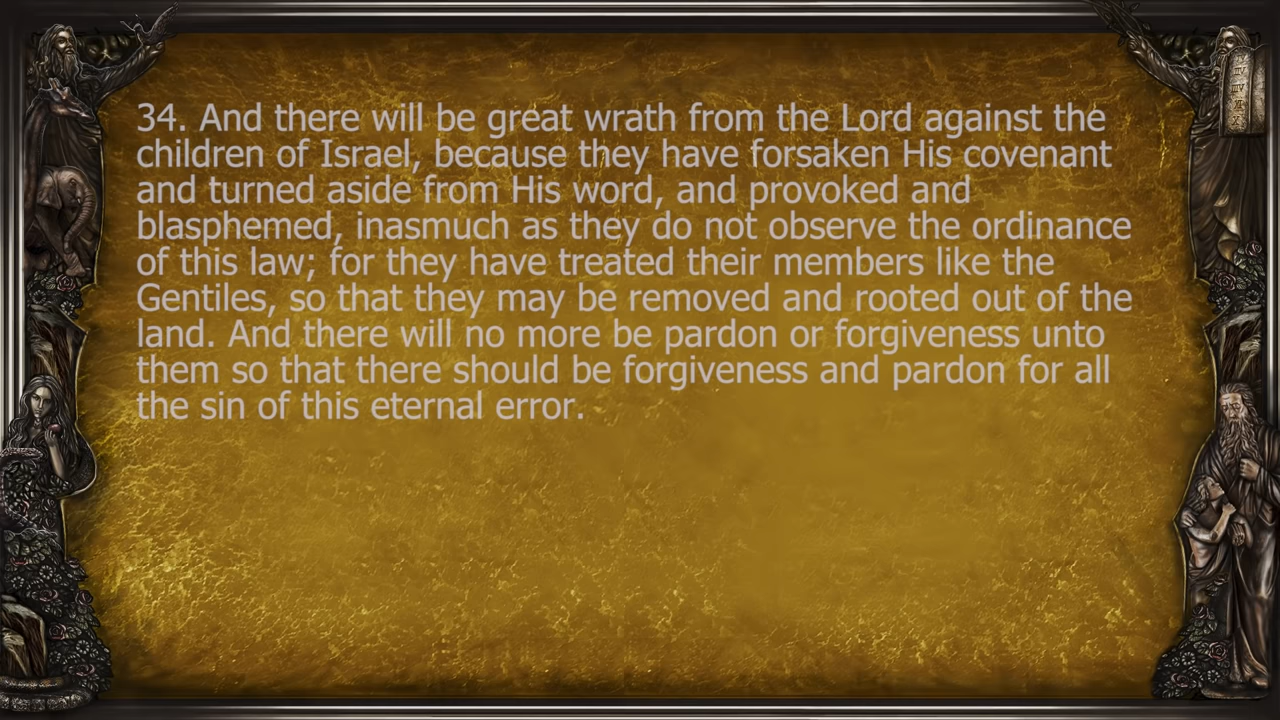 34. And there will be great wrath from the Lord against the
children of Israel, because they have forsaken His covenant
and turned aside from His word, and provoked and
blasphemed, inasmuch as they do not observe the ordinance
of this law; for they have treated their members like the
Gentiles, so that they may be removed and rooted out of the
land. And there will no more be pardon or forgiveness unto
them so that there should be forgiveness and pardon for all
the sin of this eternal error.